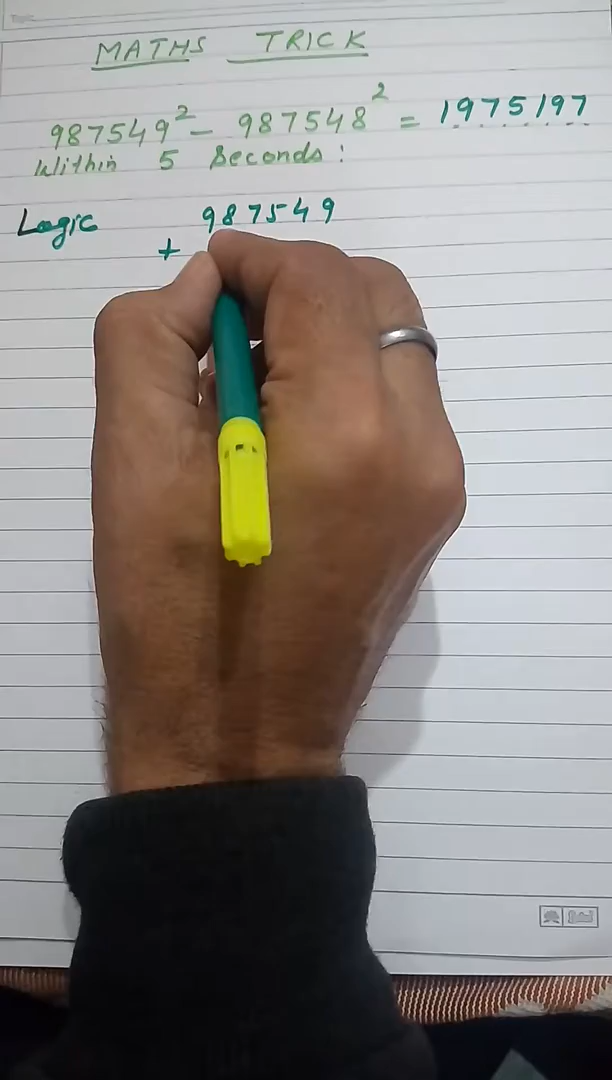 MATHS TRICK
987549² - 987548² = 1975197
Within 5 Seconds:
Logic 987549
+